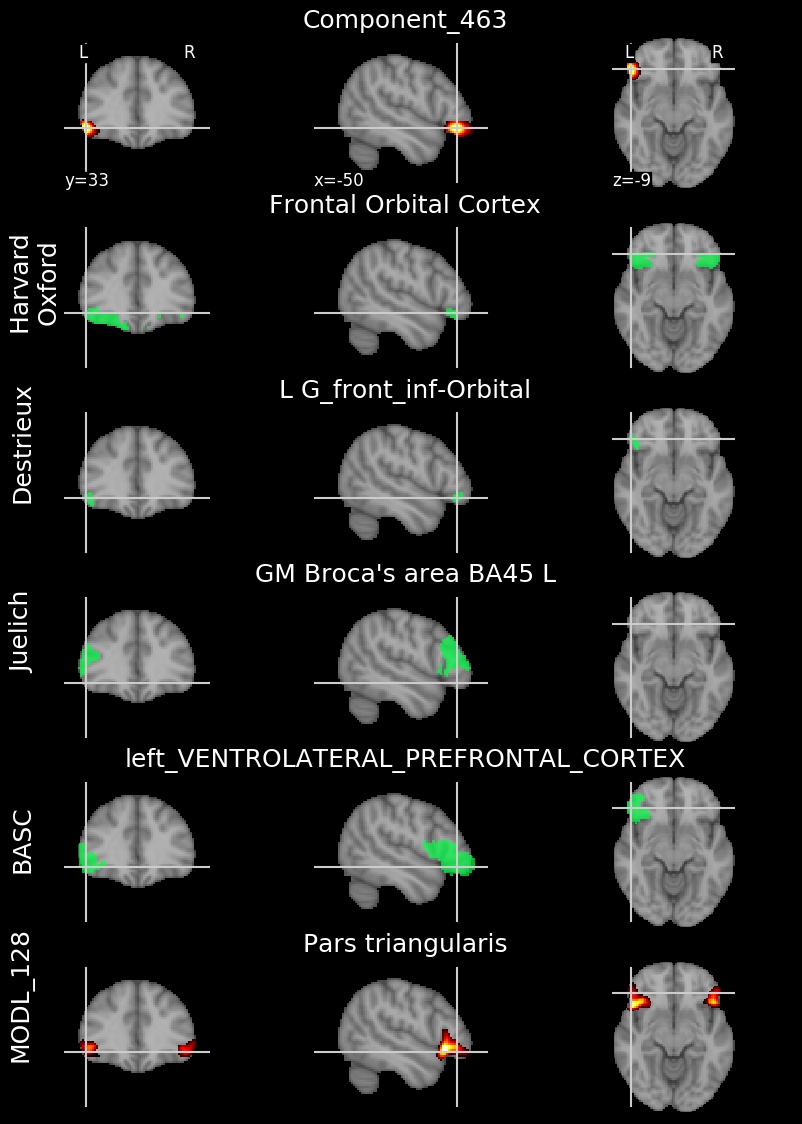 Component_463
L R
L R
y=33
x=-50
z=-9
Frontal Orbital Cortex
Harvard
Oxford
L G_front_inf-Orbital
Destrieux
GM Broca's area BA45 L
Juelich
left_VENTROLATERAL_PREFRONTAL_CORTEX
BASC
Pars triangularis
MODL_128